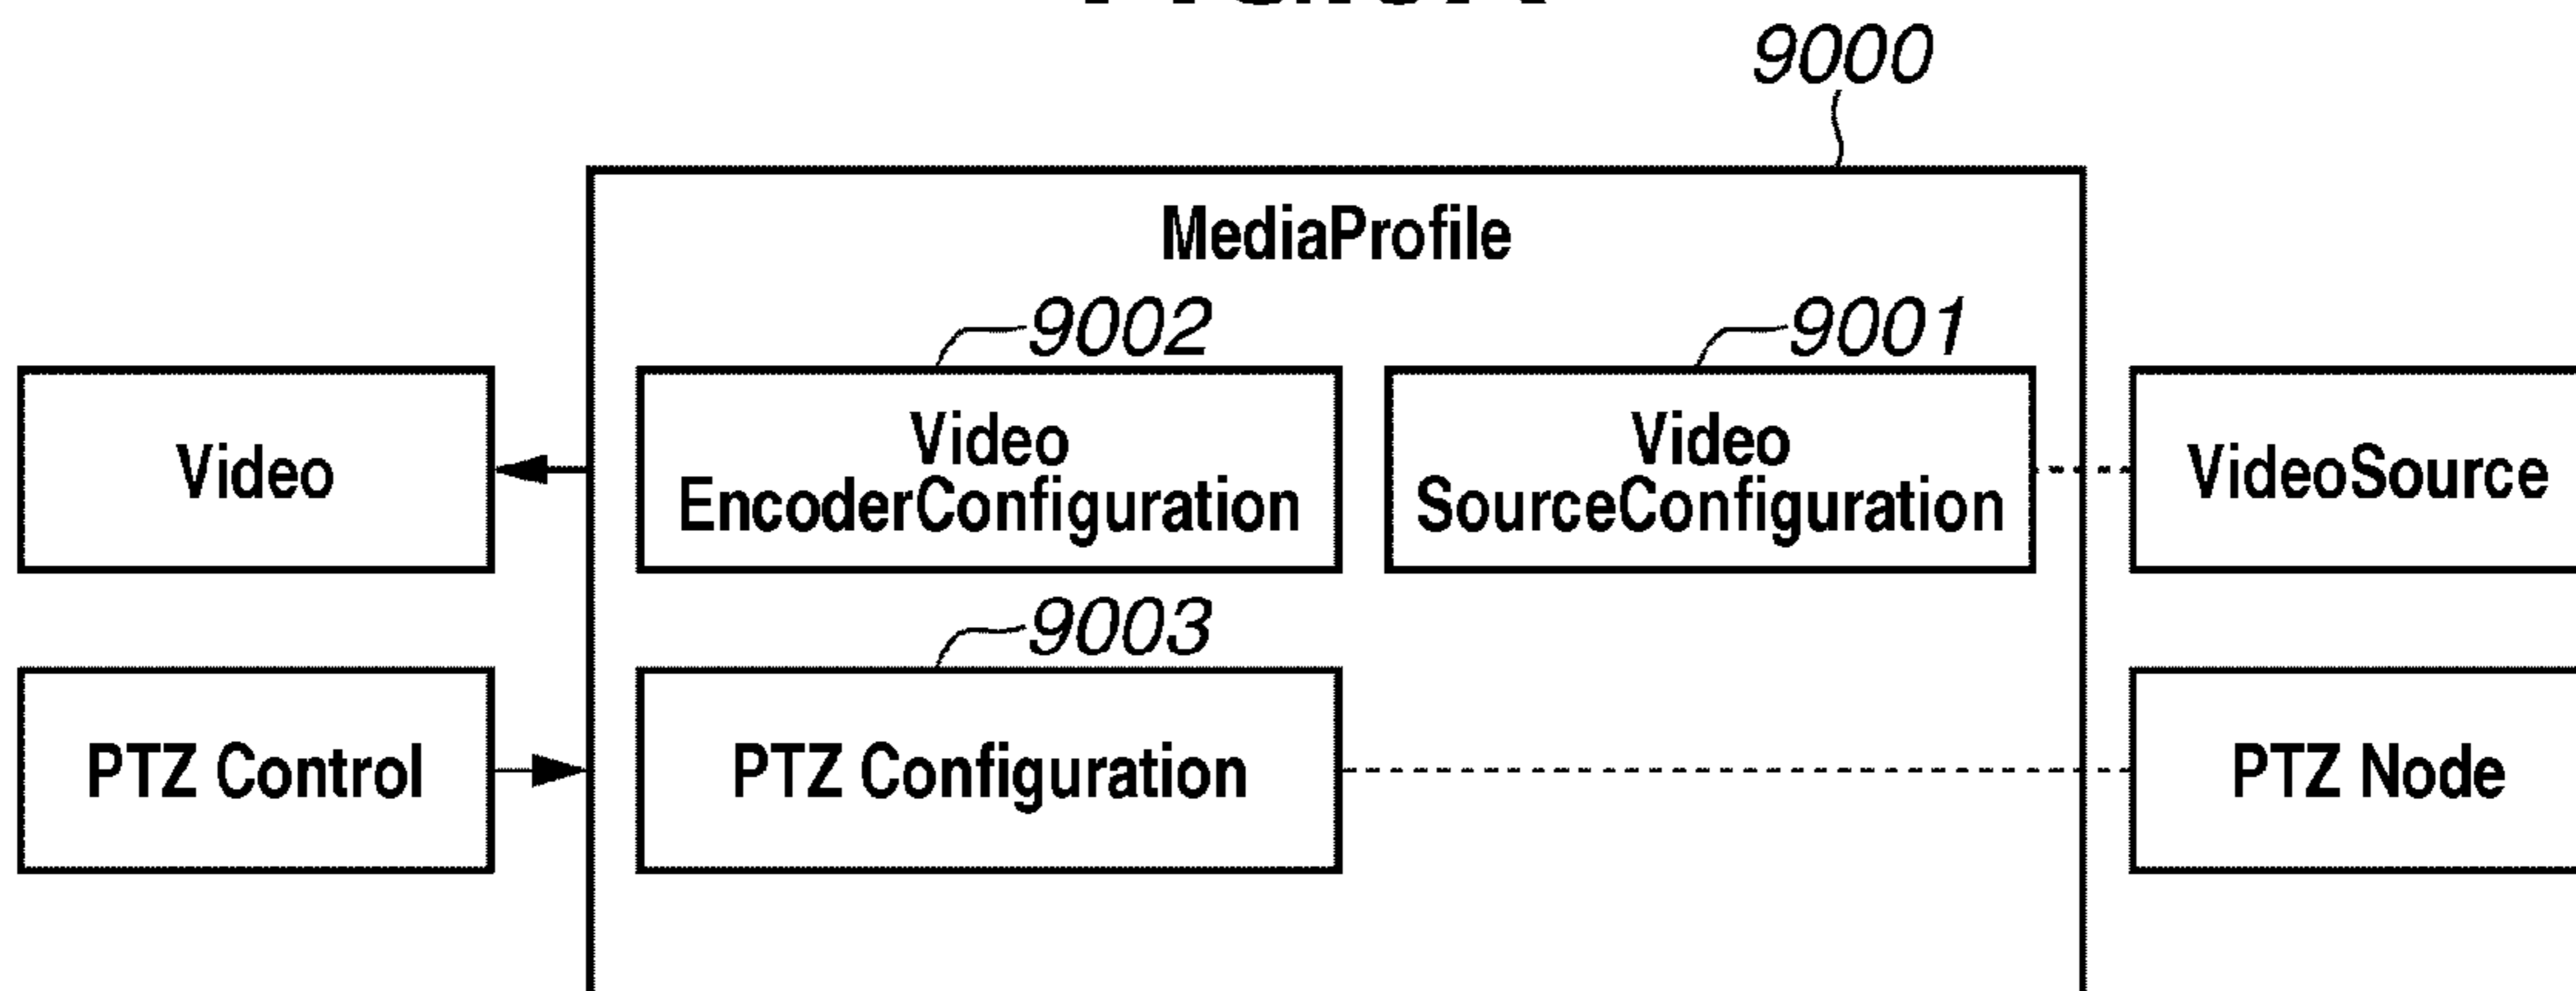 9000
MediaProfile
9002
9001
Video
Video
EncoderConfiguration
Video
SourceConfiguration
VideoSource
9003
PTZ Control
PTZ Configuration
PTZ Node